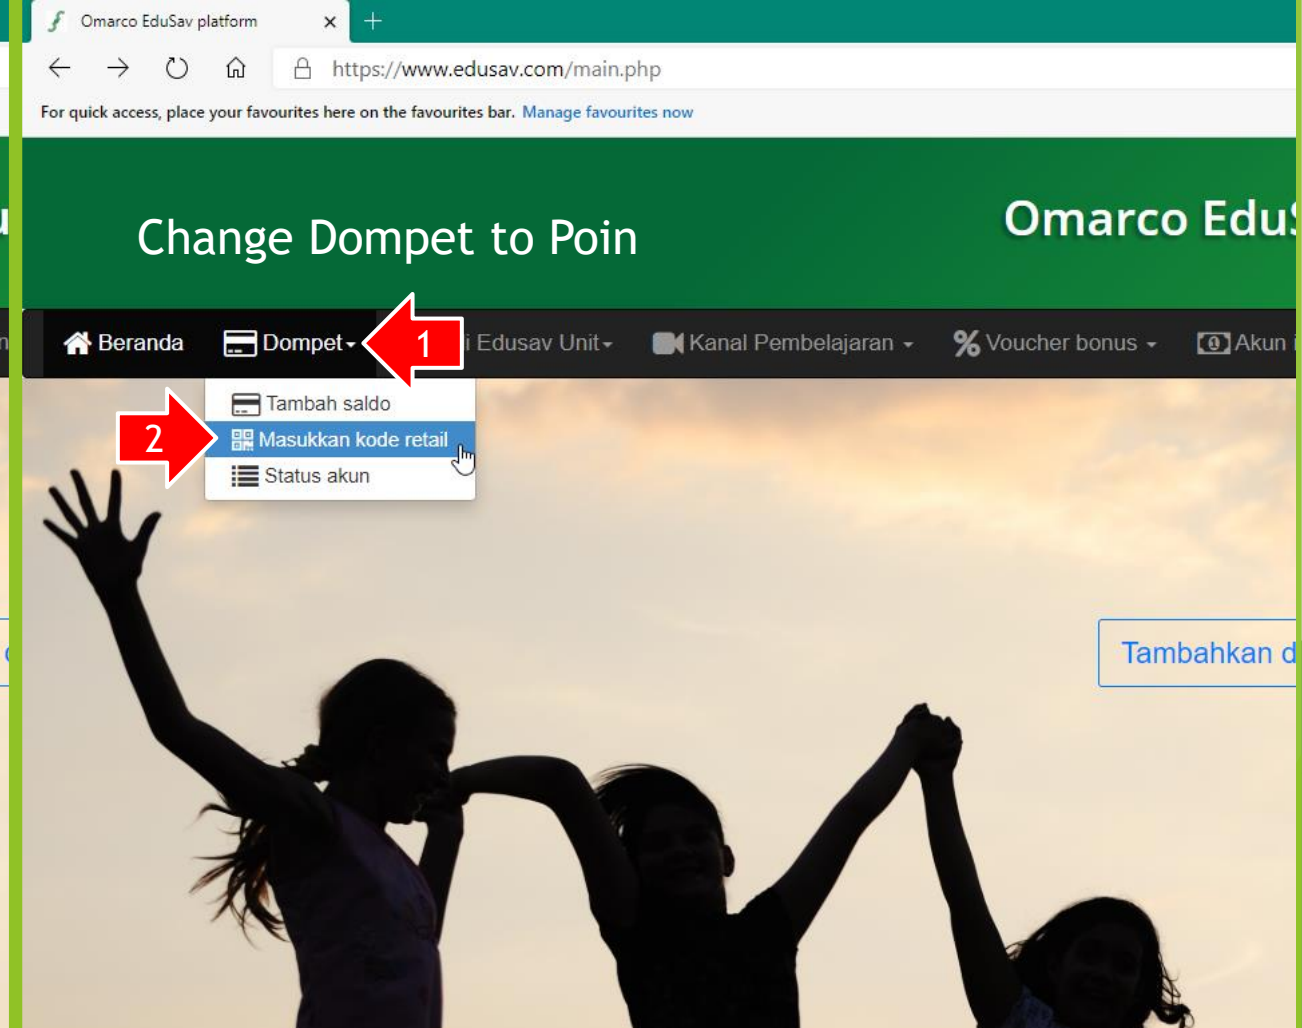 Omarco EduSav platform
https://www.edusav.com/main.php
For quick access, place your favourites here on the favourites bar. Manage favourites now
Change Dompet to Poin
Omarco EduS
Beranda
Dompet
1
i Edusav Unit
Kanal Pembelajaran
% Voucher bonus
Akun i
Tambah saldo
2
Masukkan kode retail
Status akun
Tambahkan d